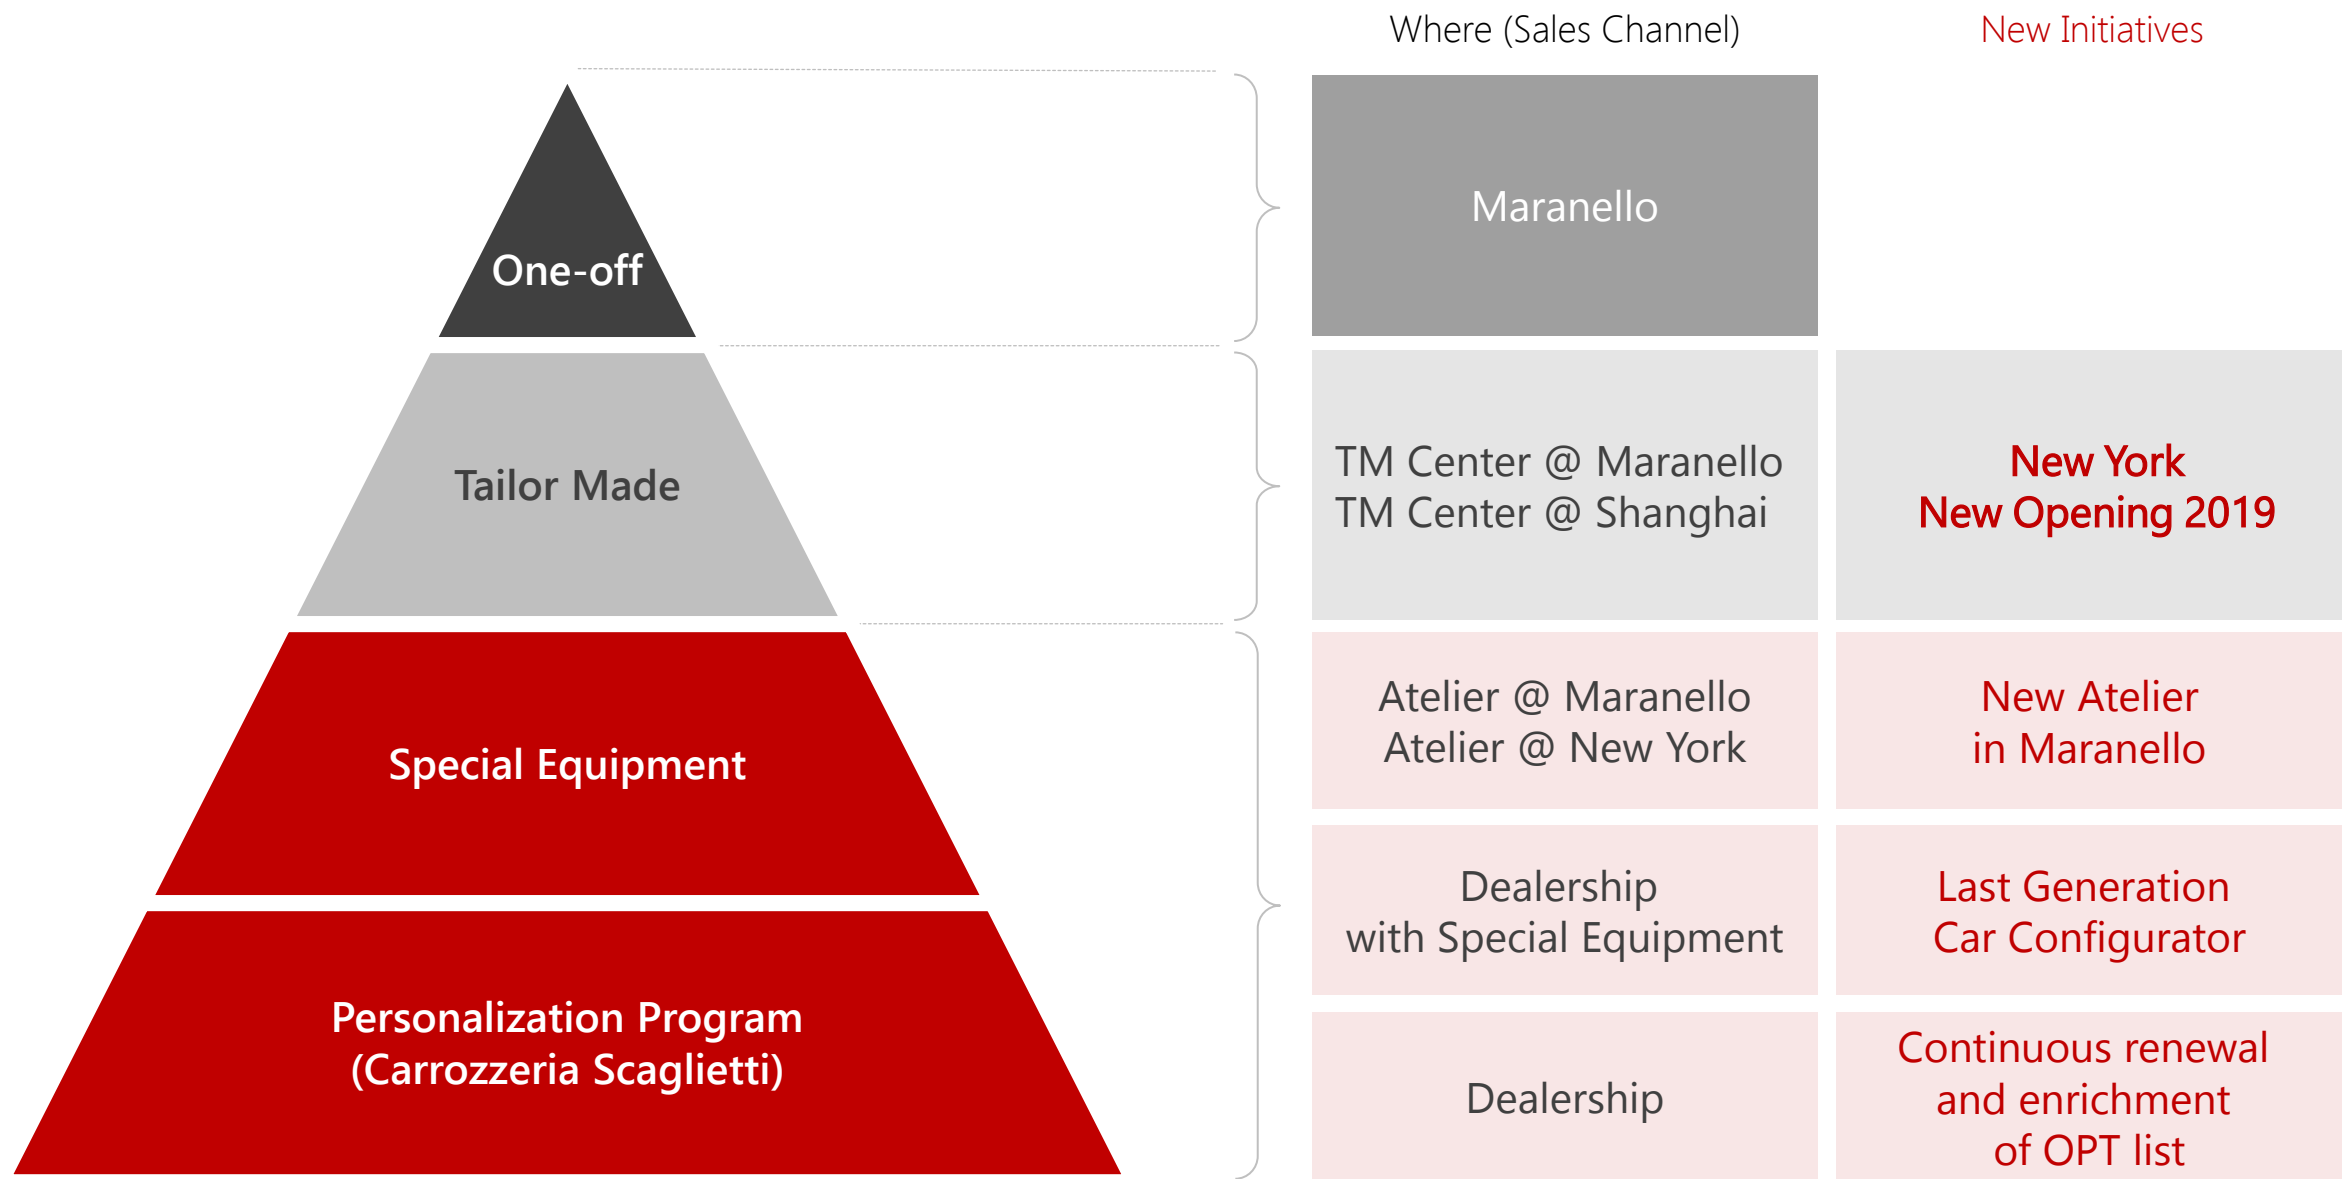 Where (Sales Channel)
New Initiatives
One-off
Maranello
Tailor Made
TM Center @ Maranello
TM Center @ Shanghai
New York
New Opening 2019
Special Equipment
Atelier @ Maranello
Atelier @ New York
New Atelier
in Maranello
Dealership
with Special Equipment
Last Generation
Car Configurator
Personalization Program
(Carrozzeria Scaglietti)
Dealership
Continuous renewal
and enrichment
of OPT list